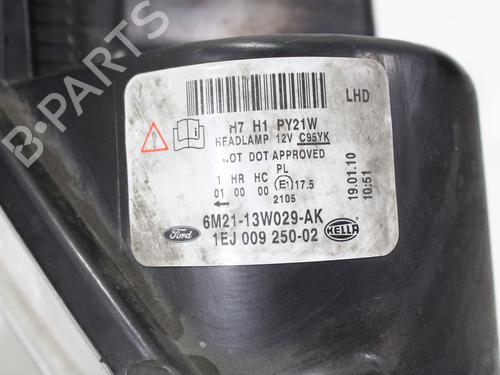 B-PARTS
LHD
H7 H1 PY21W
HEADLAMP 12V C95YK
NOT DOT APPROVED
1 HR HC PL
01 00 00 E1 17.5
2105
19.01.10
10:51
6M21-13W029-AK
Ford
1EJ 009 250-02
HELLA